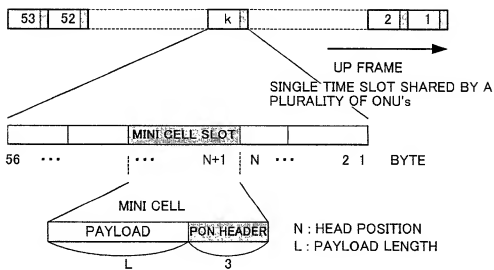 53 52 k 2 1
UP FRAME
SINGLE TIME SLOT SHARED BY A
PLURALITY OF ONU's
MINI CELL SLOT
56 ... ... N+1 N ... 2 1 BYTE
MINI CELL
PAYLOAD PON HEADER
N : HEAD POSITION
L : PAYLOAD LENGTH
L 3